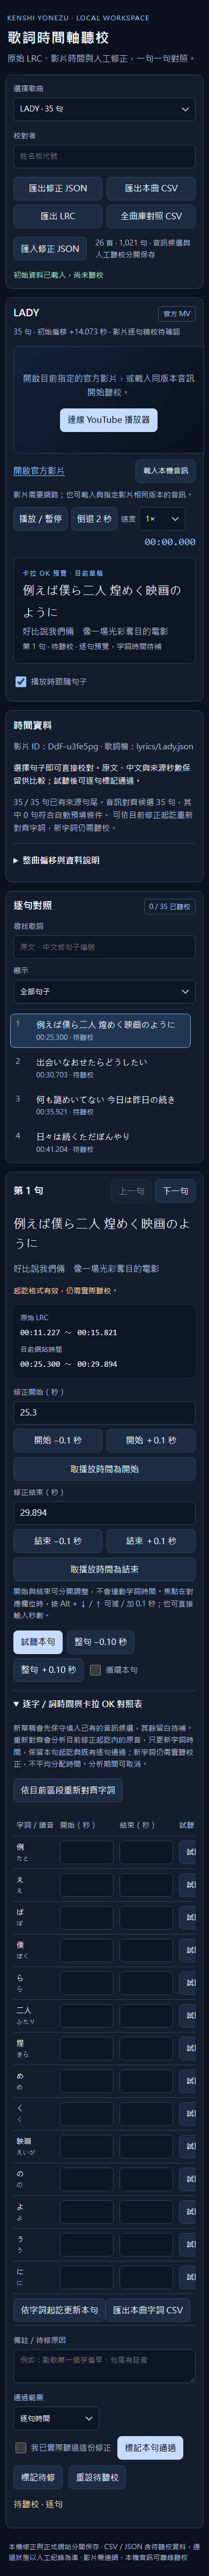 KENSHI YONEZU · LOCAL WORKSPACE
歌詞時間軸聽校
原始 LRC、影片時間與人工修正，一句一句對照。
選擇歌曲
LADY · 35 句
校對者
姓名或代號
匯出修正 JSON
匯出本曲 CSV
匯出 LRC
全曲庫對照 CSV
匯入修正 JSON
26 首 · 1,021 句 · 音訊候選與
人工聽校分開保存
初始資料已載入，尚未聽校
LADY
官方 MV
35 句 · 初始偏移 +14.073 秒 · 影片逐句精校待確認
開啟目前指定的官方影片，或載入同版本音訊
開始聽校。
連線 YouTube 播放器
開啟官方影片
載入本機音訊
影片需要網路；也可載入與指定影片相同版本的音訊。
播放 / 暫停
倒退 2 秒
速度
1×
00:00.000
卡拉 OK 預覽 · 目前草稿
例えば僕ら二人 煌めく映画の
ように
好比說我們倆　像一場光彩奪目的電影
第 1 句 · 待聽校 · 逐句預覽，字詞時間待補
播放時跟隨句子
時間資料
影片 ID：DdF-u3fe5pg · 歌詞檔：lyrics/Lady.json
選擇句子即可直接校對。原文、中文與來源秒數保
留供比較；試聽後可逐句標記通過。
35 / 35 句已有來源句尾。音訊對齊候選 35 句，其
中 0 句符合自動預填條件。 可依目前修正起訖重新
對齊字詞，新字詞仍需聽校。
整曲偏移與資料說明
逐句對照
0 / 35 已聽校
尋找歌詞
原文、中文或句子編號
顯示
全部句子
1
例えば僕ら二人 煌めく映画のように
00:25.300 · 待聽校
2
出会いなおせたらどうしたい
00:30.703 · 待聽校
3
何も謎めいてない 今日は昨日の続き
00:35.921 · 待聽校
4
日々は続くただぼんやり
00:41.204 · 待聽校
第 1 句
上一句
下一句
例えば僕ら二人 煌めく映画のよ
うに
好比說我們倆　像一場光彩奪目的電影
起訖格式有效，仍需實際聽校。
原始 LRC
00:11.227 ～ 00:15.821
目前網站時間
00:25.300 ～ 00:29.894
修正開始（秒）
25.3
開始 −0.1 秒
開始 ＋0.1 秒
取播放時間為開始
修正結束（秒）
29.894
結束 −0.1 秒
結束 ＋0.1 秒
取播放時間為結束
開始與結束可分開調整，不會連動字詞時間。焦點在對
應欄位時，按 Alt + ↓ / ↑ 可減 / 加 0.1 秒；也可直接
輸入秒數。
試聽本句
整句 −0.10 秒
整句 ＋0.10 秒
循環本句
逐字 / 詞時間與卡拉 OK 對照表
新草稿會先保守填入已有的音訊候選，其餘留白待補。
重新對齊會分析目前修正起訖內的原音，只更新字詞時
間，保留本句起訖與既有逐句通過；新字詞仍需實聽校
正，不平均分配時間，分析期間可取消。
依目前區段重新對齊字詞
字詞 / 讀音
開始（秒）
結束（秒）
試聽
例
たと
え
え
ば
ば
僕
ぼく
ら
ら
二人
ふたり
煌
きら
め
め
く
く
映画
えいが
の
の
よ
よ
う
う
に
に
依字詞起訖更新本句
匯出本曲字詞 CSV
備註 / 待修原因
例如：副歌第一個字偏早、句尾有延音
通過範圍
逐句時間
我已實際聽過這份修正
標記本句通過
標記待修
重設待聽校
待聽校 · 逐句
本機修正與正式網站分開保存 · CSV / JSON 含待聽校資料，通
過狀態以人工紀錄為準 · 影片需連網，本機音訊可離線聽校